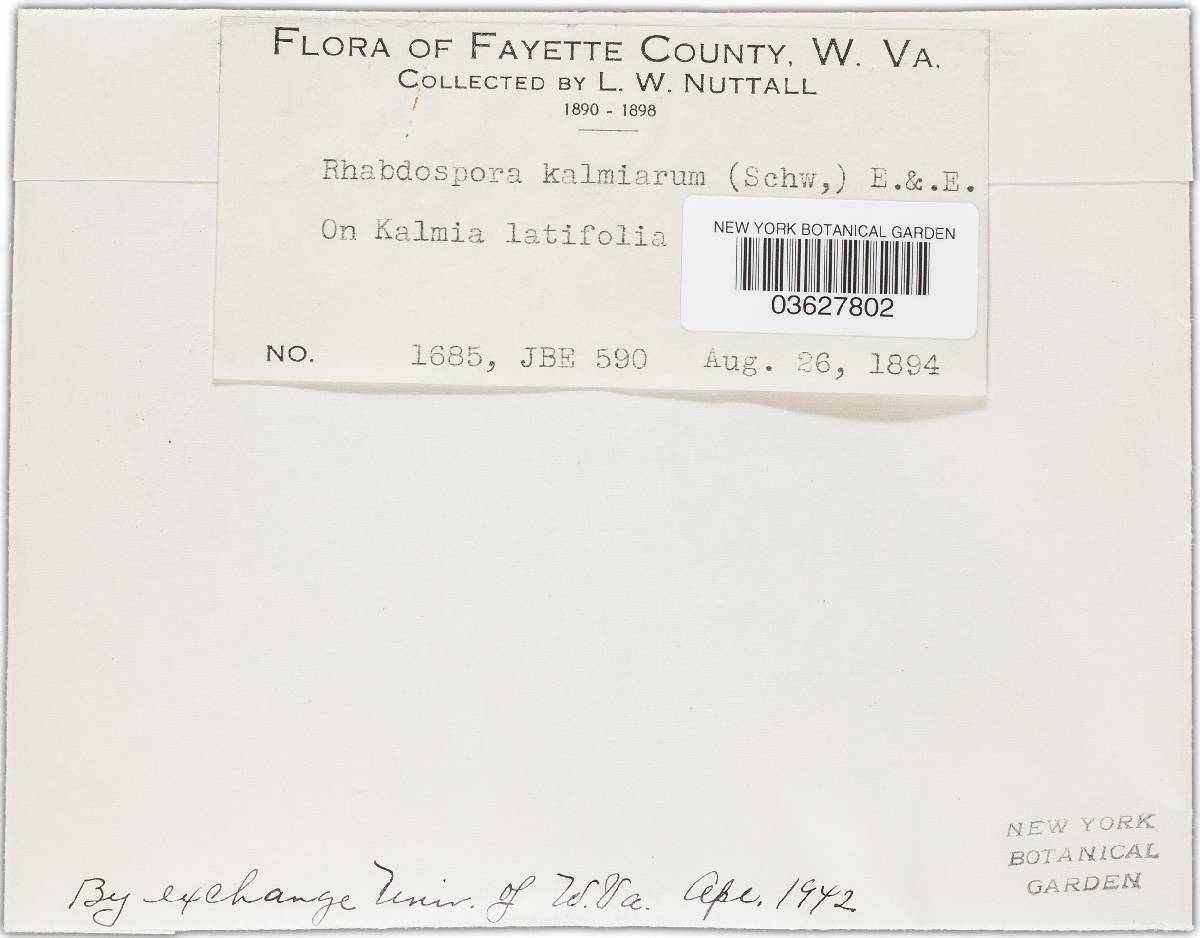 FLORA OF FAYETTE COUNTY, W. VA.
COLLECTED BY L. W. NUTTALL
1890 - 1898
Rhabdospora kalmiarum (Schw,) E.&.E.
On Kalmia latifolia
NEW YORK BOTANICAL GARDEN
03627802
NO. 1685, JBE 590 Aug. 26, 1894
NEW YORK
BOTANICAL
GARDEN
By exchange Univ. of W. Va. Apr. 1942